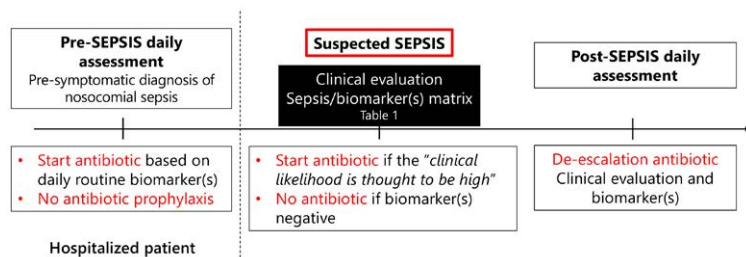 Pre-SEPSIS daily
assessment
Pre-symptomatic diagnosis of
nosocomial sepsis
Suspected SEPSIS
Clinical evaluation
Sepsis/biomarker(s) matrix
Table 1
Post-SEPSIS daily
assessment
• Start antibiotic based on
daily routine biomarker(s)
• No antibiotic prophylaxis
• Start antibiotic if the "clinical
likelihood is thought to be high"
• No antibiotic if biomarker(s)
negative
De-escalation antibiotic
Clinical evaluation and
biomarker(s)
Hospitalized patient